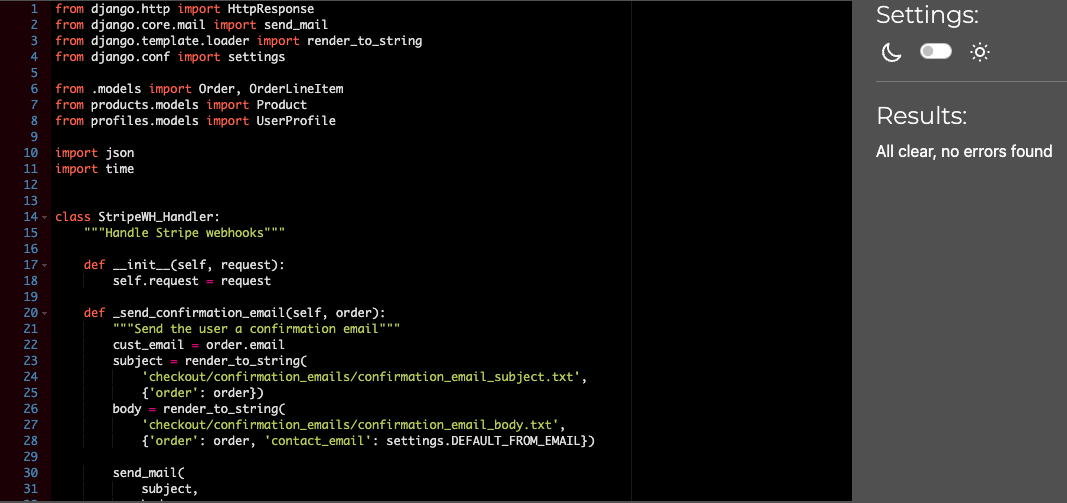 1 from django.http import HttpResponse
2 from django.core.mail import send_mail
3 from django.template.loader import render_to_string
4 from django.conf import settings
5
6 from .models import Order, OrderLineItem
7 from products.models import Product
8 from profiles.models import UserProfile
9
10 import json
11 import time
12
13
14 class StripeWH_Handler:
15     """Handle Stripe webhooks"""
16
17     def __init__(self, request):
18         self.request = request
19
20     def _send_confirmation_email(self, order):
21         """Send the user a confirmation email"""
22         cust_email = order.email
23         subject = render_to_string(
24             'checkout/confirmation_emails/confirmation_email_subject.txt',
25             {'order': order})
26         body = render_to_string(
27             'checkout/confirmation_emails/confirmation_email_body.txt',
28             {'order': order, 'contact_email': settings.DEFAULT_FROM_EMAIL})
29
30         send_mail(
31             subject,
Settings:
Results:
All clear, no errors found